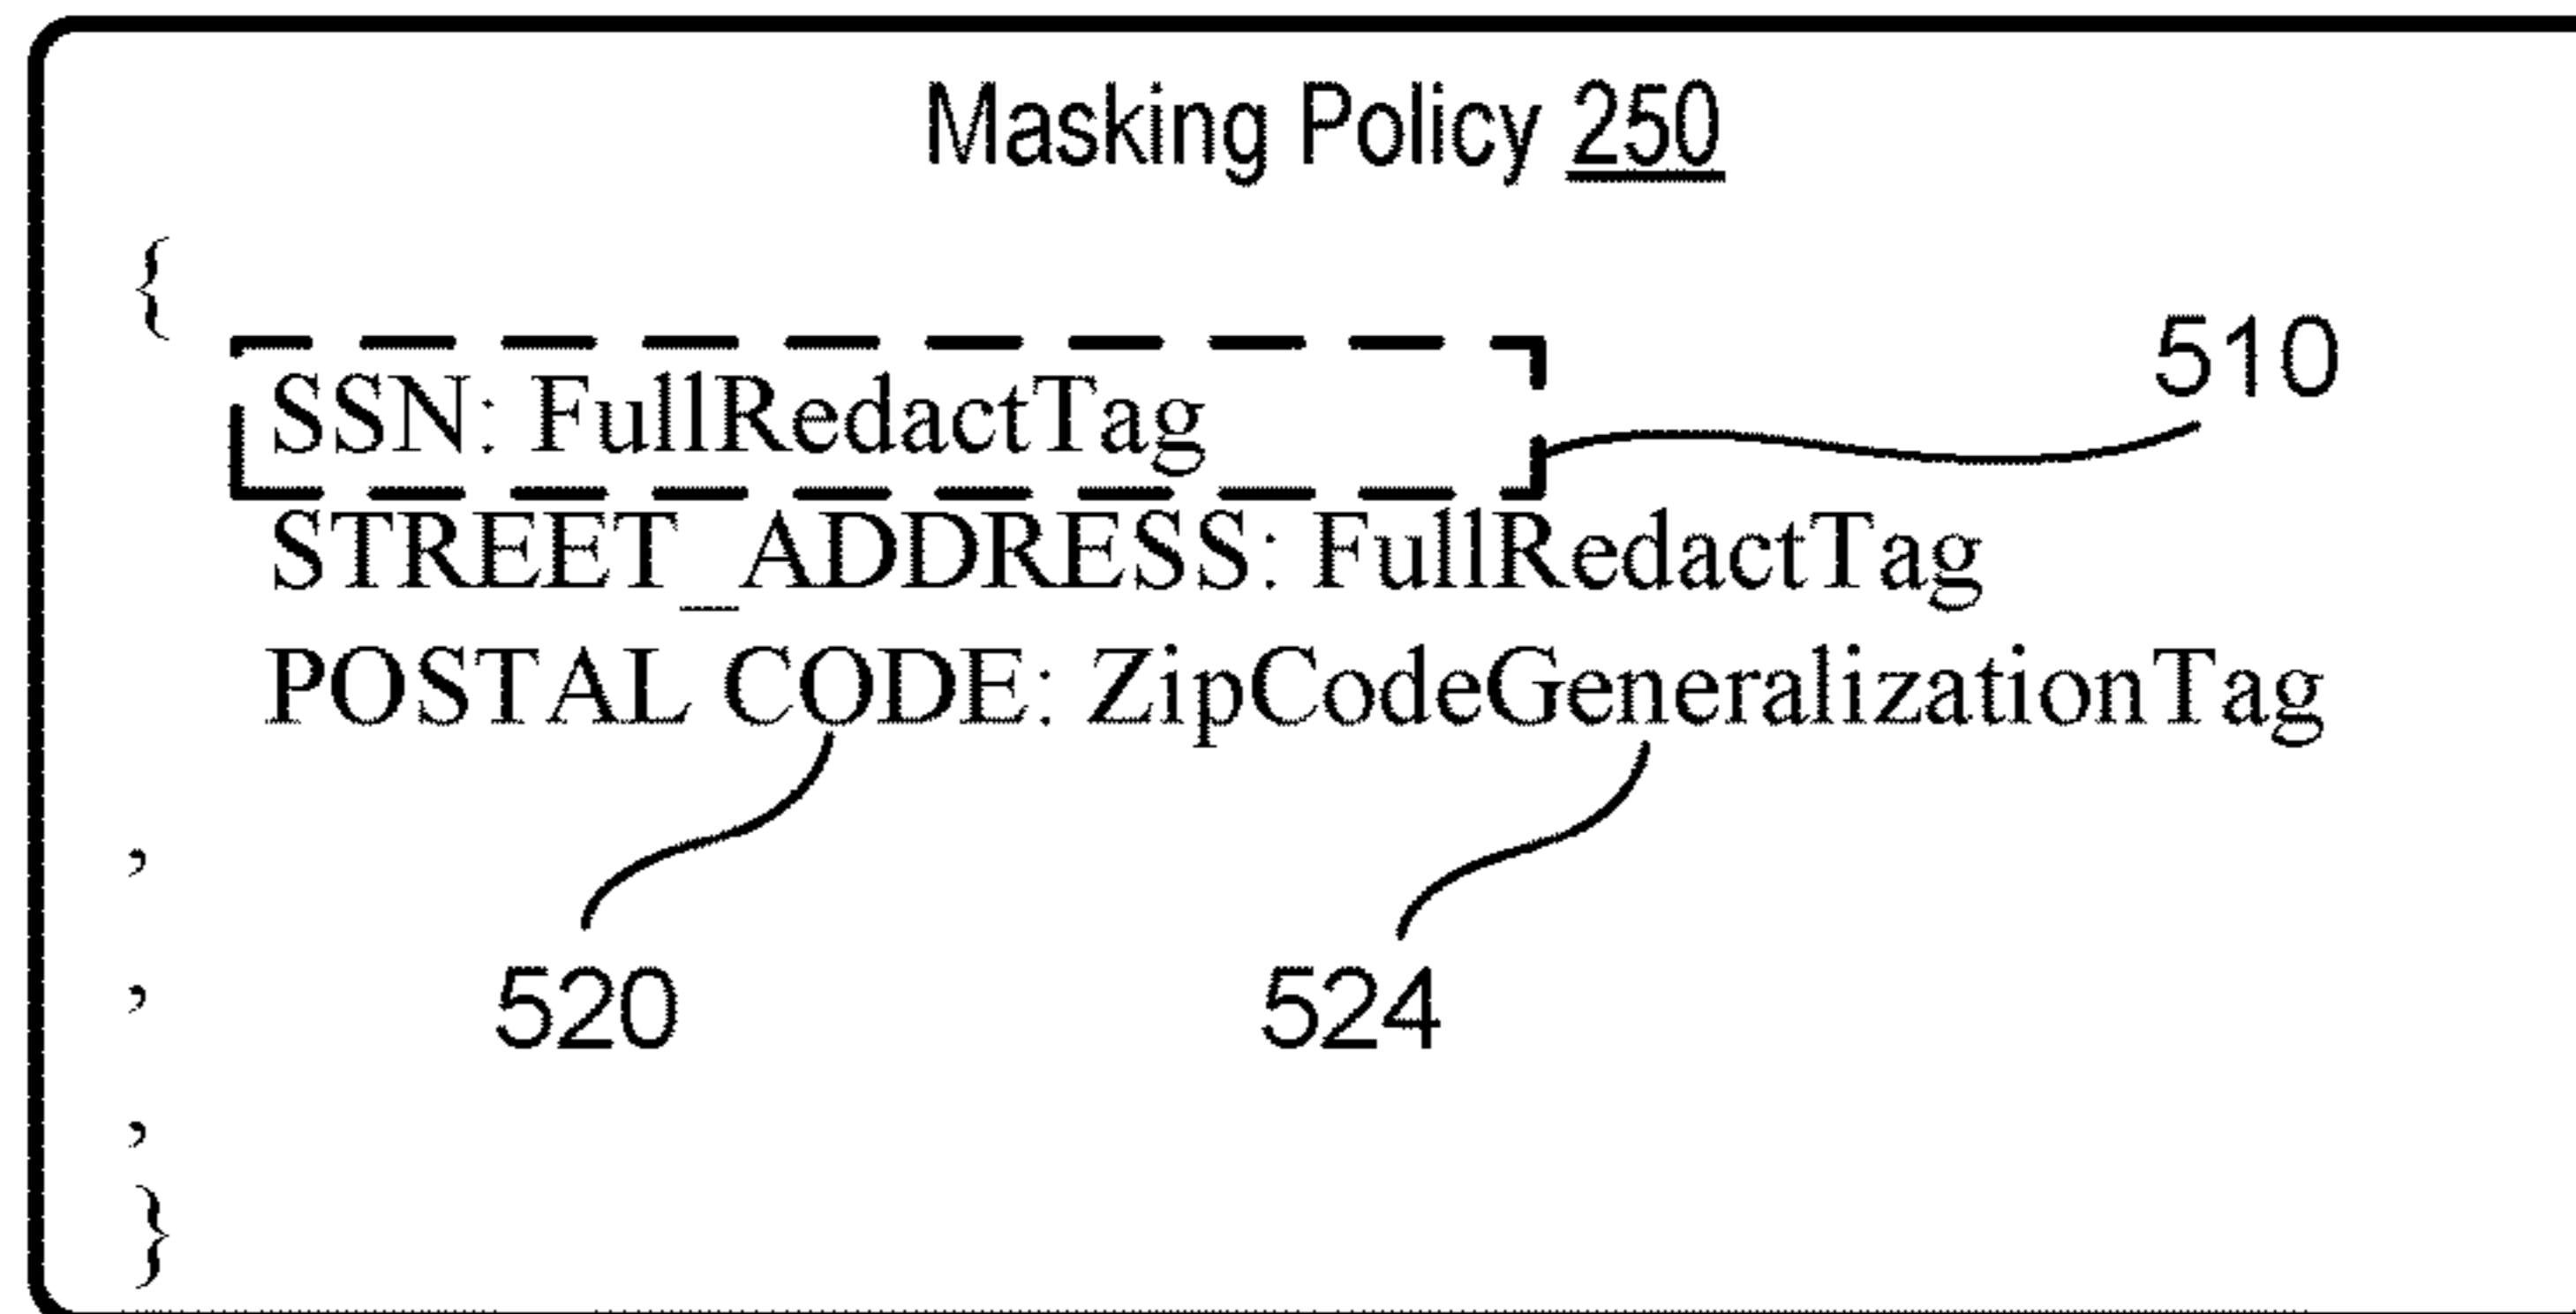 Masking Policy 250
{
SSN: FullRedactTag
510
STREET_ADDRESS: FullRedactTag
POSTAL CODE: ZipCodeGeneralizationTag
,
520 524
,
,
}